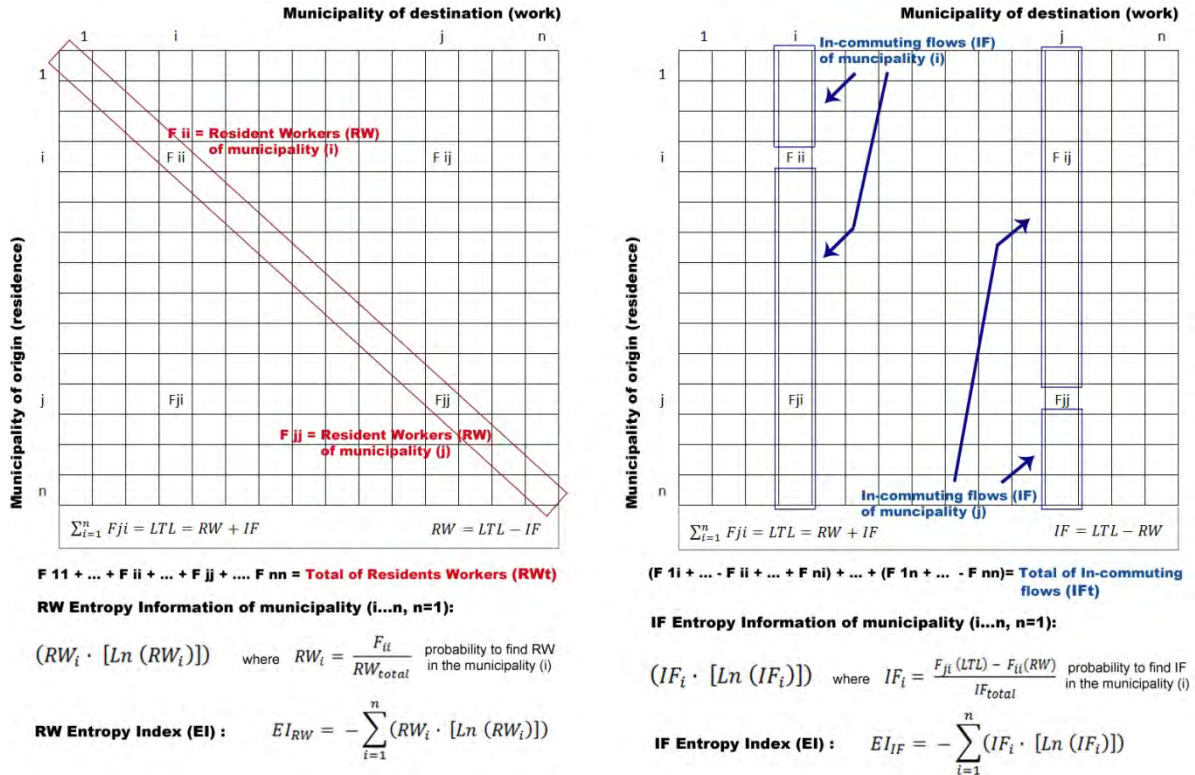 Municipality of destination (work)
1 i j n
1
i
j
n
Municipality of origin (residence)
F ii = Resident Workers (RW)
of municipality (i)
F ii F ij
Fji Fjj
F jj = Resident Workers (RW)
of municipality (j)
∑ⁿᵢ₌₁ Fji = LTL = RW + IF RW = LTL − IF
F 11 + ... + F ii + ... + F jj + .... F nn = Total of Residents Workers (RWt)
RW Entropy Information of municipality (i...n, n=1):
(RWᵢ · [Ln (RWᵢ)]) where RWᵢ = Fᵢᵢ / RWtotal probability to find RW
in the municipality (i)
RW Entropy Index (EI) : EI_RW = − ∑ⁿᵢ₌₁ (RWᵢ · [Ln (RWᵢ)])
Municipality of destination (work)
1 i j n
1
i
j
n
Municipality of origin (residence)
In-commuting flows (IF)
of muncipality (i)
F ii F ij
Fji Fjj
In-commuting flows (IF)
of municipality (j)
∑ⁿᵢ₌₁ Fji = LTL = RW + IF IF = LTL − RW
(F 1i + ... - F ii + ... + F ni) + ... + (F 1n + ... - F nn)= Total of In-commuting
flows (IFt)
IF Entropy Information of municipality (i...n, n=1):
(IFᵢ · [Ln (IFᵢ)]) where IFᵢ = Fⱼᵢ (LTL) − Fᵢᵢ(RW) / IFtotal probability to find IF
in the municipality (i)
IF Entropy Index (EI) : EI_IF = − ∑ⁿᵢ₌₁ (IFᵢ · [Ln (IFᵢ)])